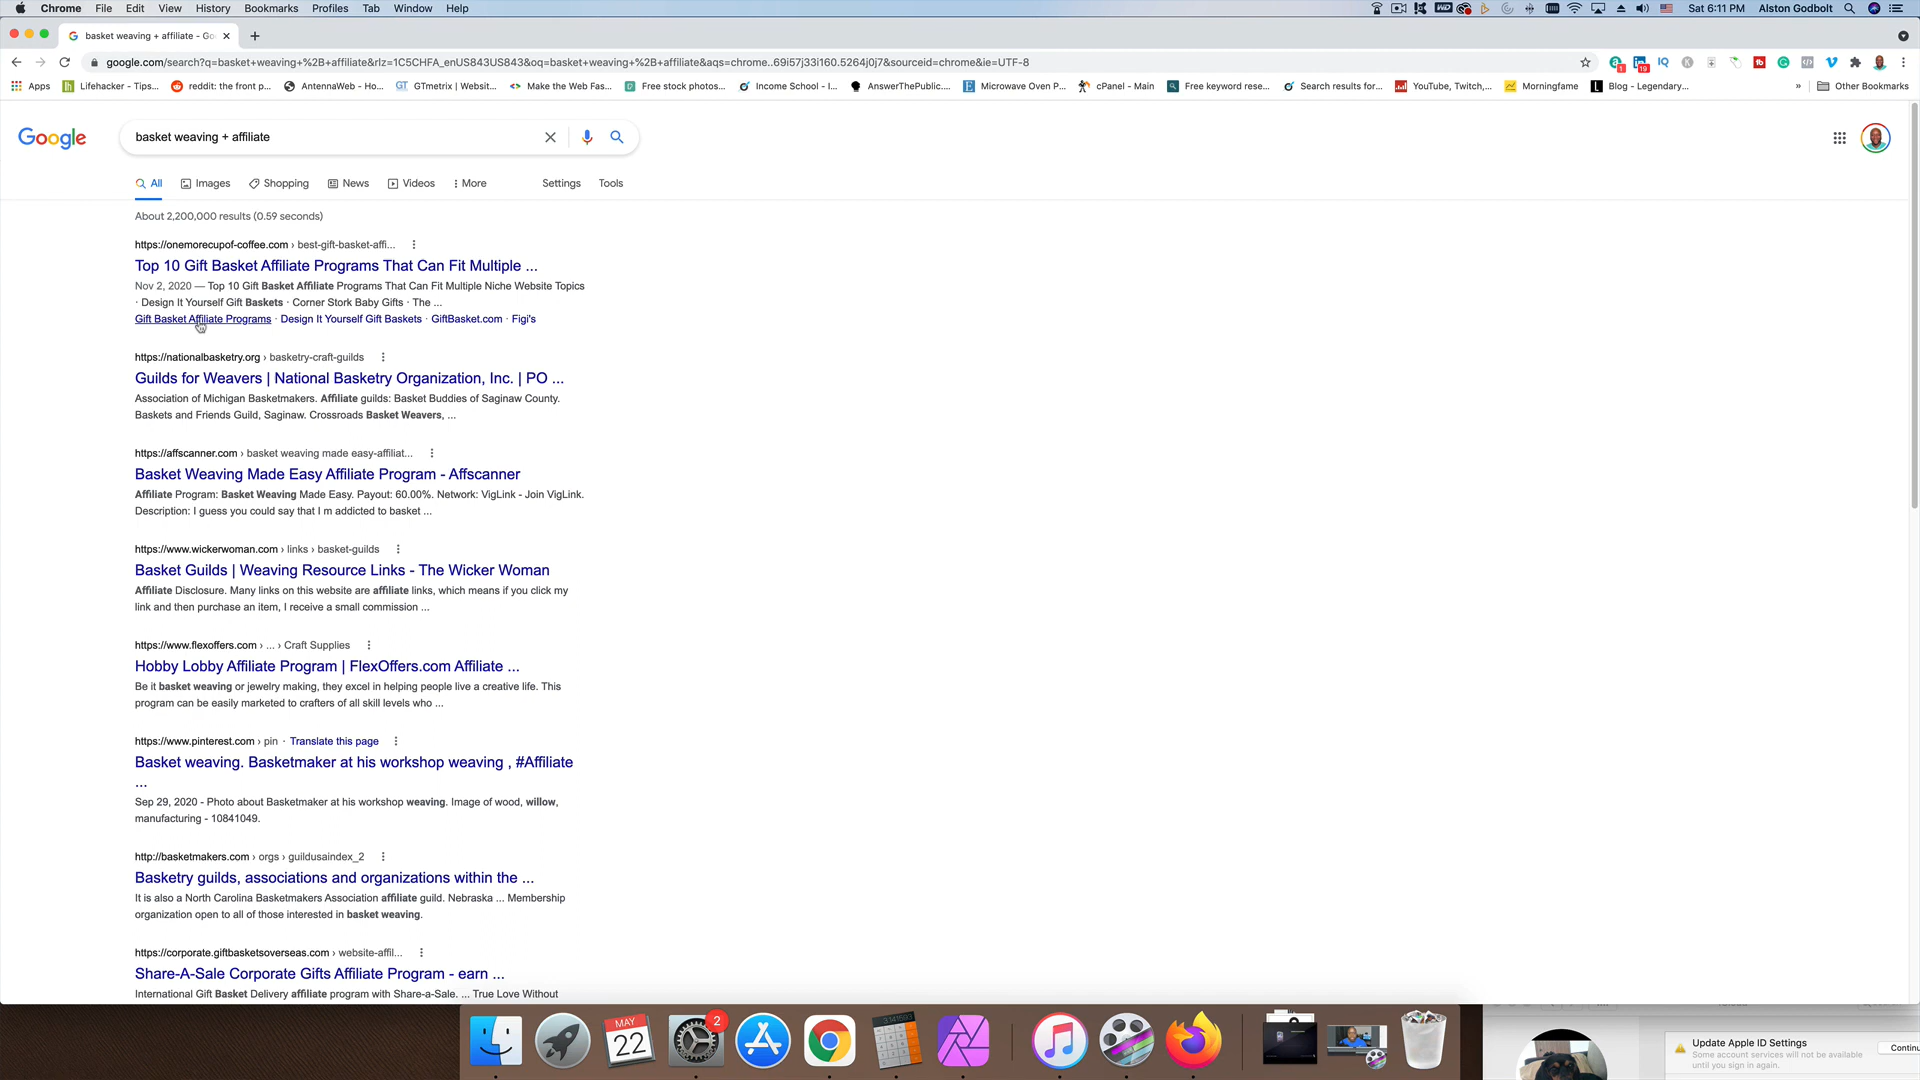 Chrome File Edit View History Bookmarks Profiles Tab Window Help
WD
Sat 6:11 PM Alston Godbolt
basket weaving + affiliate - Go
google.com/search?q=basket+weaving+%2B+affiliate&rlz=1C5CHFA_enUS843US843&oq=basket+weaving+%2B+affiliate&aqs=chrome..69i57j33i160.5264j0j7&sourceid=chrome&ie=UTF-8
Apps Lifehacker - Tips... reddit: the front p... AntennaWeb - Ho... GT GTmetrix | Websit... Make the Web Fas... Free stock photos... Income School - I... AnswerThePublic.... Microwave Oven P... cPanel - Main Free keyword rese... Search results for... YouTube, Twitch,... Morningfame Blog - Legendary... » Other Bookmarks
Google basket weaving + affiliate
All Images Shopping News Videos More Settings Tools
About 2,200,000 results (0.59 seconds)
https://onemorecupof-coffee.com › best-gift-basket-affi...
Top 10 Gift Basket Affiliate Programs That Can Fit Multiple ...
Nov 2, 2020 — Top 10 Gift Basket Affiliate Programs That Can Fit Multiple Niche Website Topics
· Design It Yourself Gift Baskets · Corner Stork Baby Gifts · The ...
Gift Basket Affiliate Programs · Design It Yourself Gift Baskets · GiftBasket.com · Figi's
https://nationalbasketry.org › basketry-craft-guilds
Guilds for Weavers | National Basketry Organization, Inc. | PO ...
Association of Michigan Basketmakers. Affiliate guilds: Basket Buddies of Saginaw County.
Baskets and Friends Guild, Saginaw. Crossroads Basket Weavers, ...
https://affscanner.com › basket weaving made easy-affiliat...
Basket Weaving Made Easy Affiliate Program - Affscanner
Affiliate Program: Basket Weaving Made Easy. Payout: 60.00%. Network: VigLink - Join VigLink.
Description: I guess you could say that I m addicted to basket ...
https://www.wickerwoman.com › links › basket-guilds
Basket Guilds | Weaving Resource Links - The Wicker Woman
Affiliate Disclosure. Many links on this website are affiliate links, which means if you click my
link and then purchase an item, I receive a small commission ...
https://www.flexoffers.com › ... › Craft Supplies
Hobby Lobby Affiliate Program | FlexOffers.com Affiliate ...
Be it basket weaving or jewelry making, they excel in helping people live a creative life. This
program can be easily marketed to crafters of all skill levels who ...
https://www.pinterest.com › pin · Translate this page
Basket weaving. Basketmaker at his workshop weaving , #Affiliate
...
Sep 29, 2020 - Photo about Basketmaker at his workshop weaving. Image of wood, willow,
manufacturing - 10841049.
http://basketmakers.com › orgs › guildusaindex_2
Basketry guilds, associations and organizations within the ...
It is also a North Carolina Basketmakers Association affiliate guild. Nebraska ... Membership
organization open to all of those interested in basket weaving.
https://corporate.giftbasketsoverseas.com › website-affil...
Share-A-Sale Corporate Gifts Affiliate Program - earn ...
International Gift Basket Delivery affiliate program with Share-a-Sale. ... True Love Without
MAY
22
2
Update Apple ID Settings
Some account services will not be available
until you sign in again.
Continu